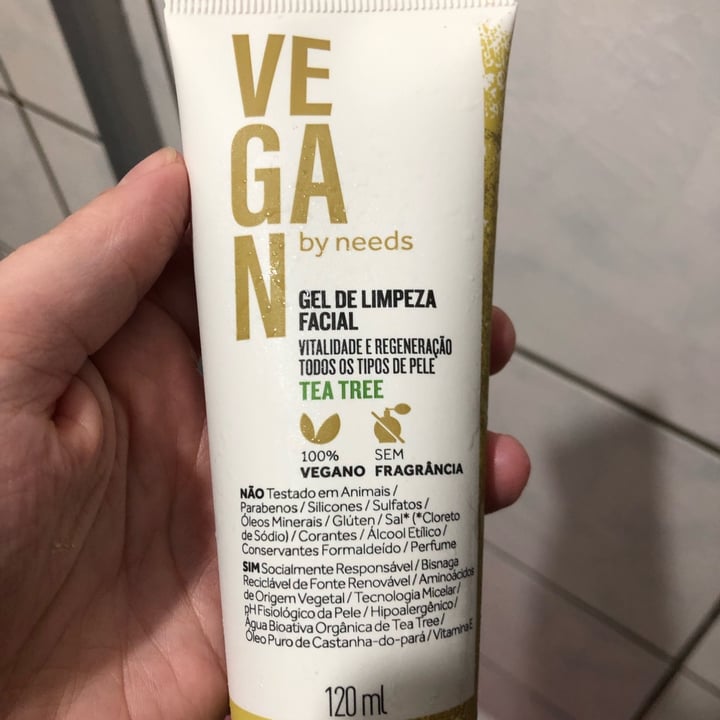 VE
GA
N
by needs
GEL DE LIMPEZA
FACIAL
VITALIDADE E REGENERAÇÃO
TODOS OS TIPOS DE PELE
TEA TREE
100%
VEGANO
SEM
FRAGRÂNCIA
NÃO Testado em Animais /
Parabenos / Silicones / Sulfatos /
Óleos Minerais / Glúten / Sal* (*Cloreto
de Sódio) / Corantes / Álcool Etílico /
Conservantes Formaldeído / Perfume
SIM Socialmente Responsável / Bisnaga
Reciclável de Fonte Renovável / Aminoácidos
de Origem Vegetal / Tecnologia Micelar /
pH Fisiológico da Pele / Hipoalergênico /
Água Bioativa Orgânica de Tea Tree /
Óleo Puro de Castanha-do-pará / Vitamina E
120 ml